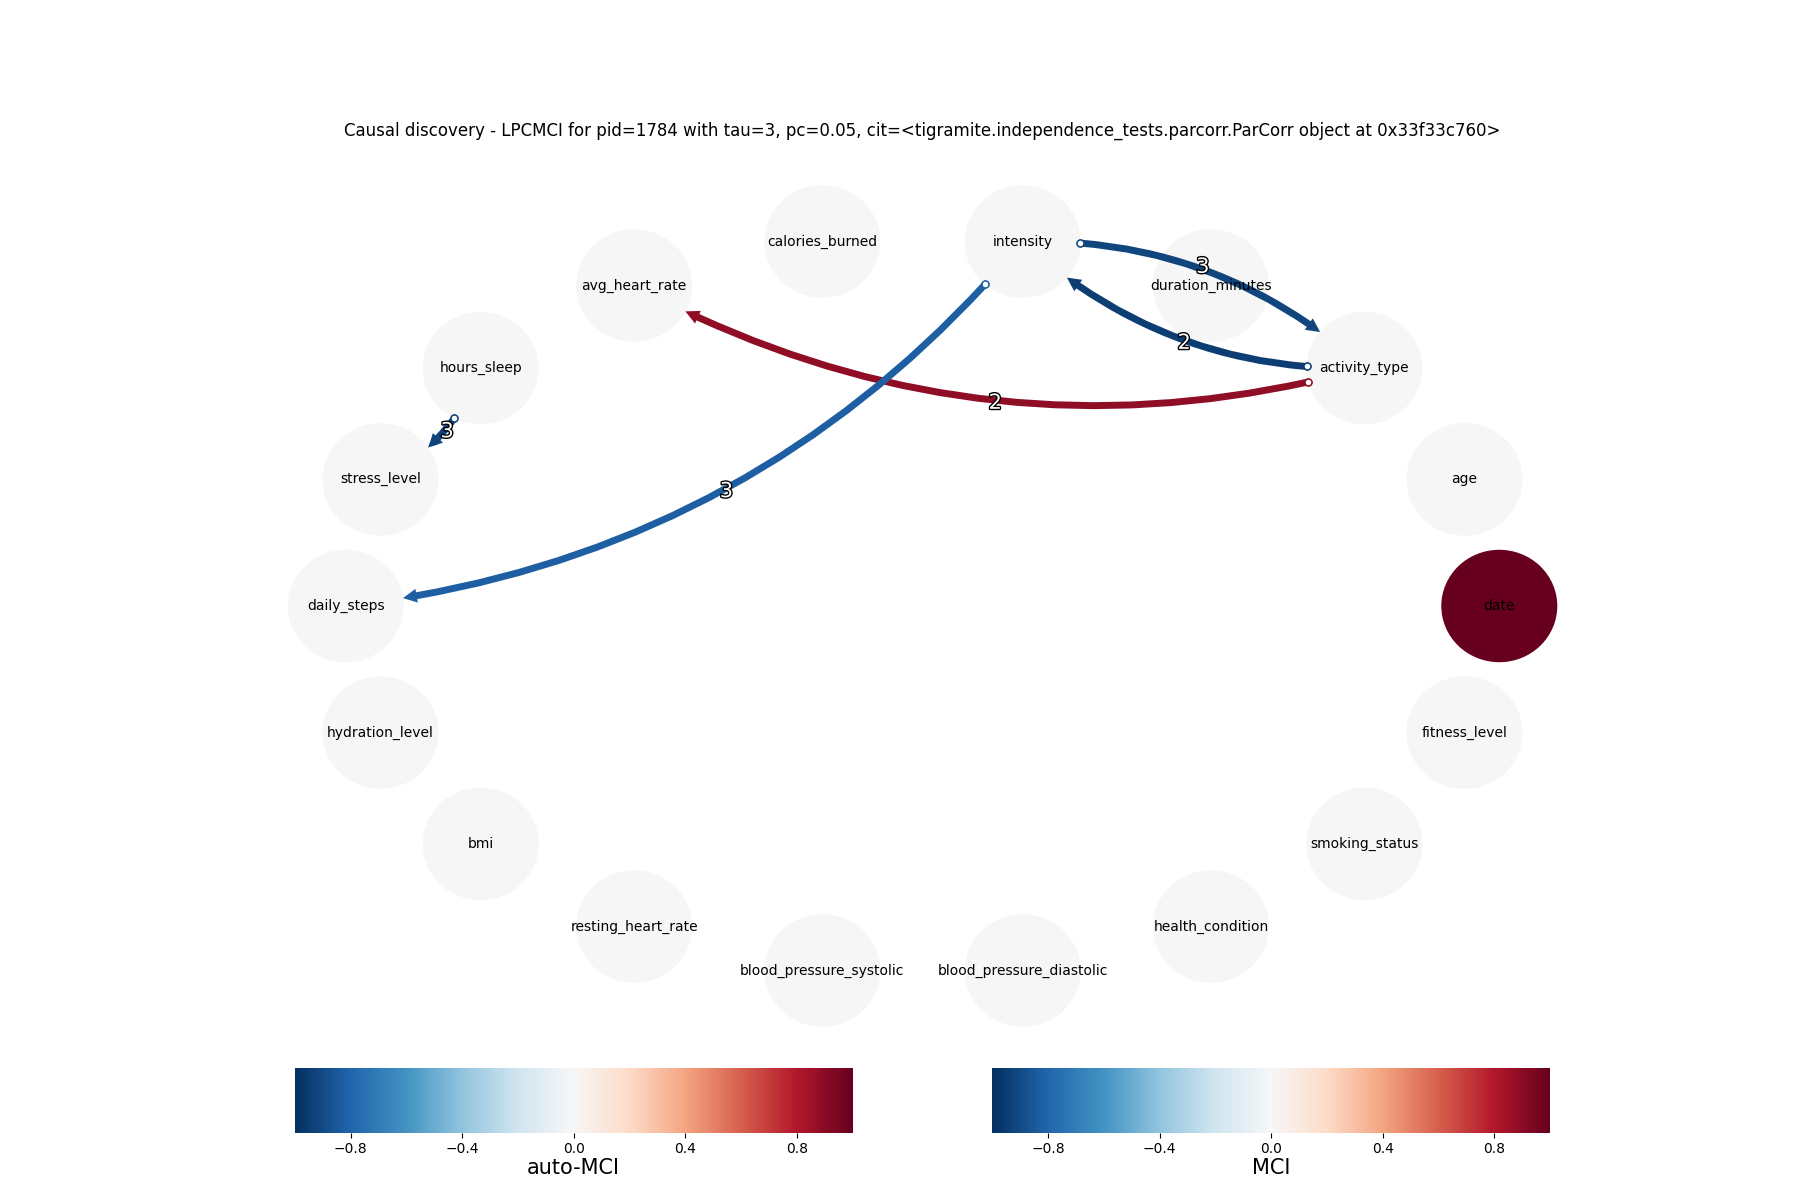 Causal discovery - LPCMCI for pid=1784 with tau=3, pc=0.05, cit=<tigramite.independence_tests.parcorr.ParCorr object at 0x33f33c760>
calories_burned
intensity
3
avg_heart_rate
duration_minutes
2
hours_sleep
activity_type
2
3
stress_level
age
3
daily_steps
date
hydration_level
fitness_level
bmi
smoking_status
resting_heart_rate
health_condition
blood_pressure_systolic
blood_pressure_diastolic
−0.8 −0.4 0.0 0.4 0.8
auto-MCI
−0.8 −0.4 0.0 0.4 0.8
MCI